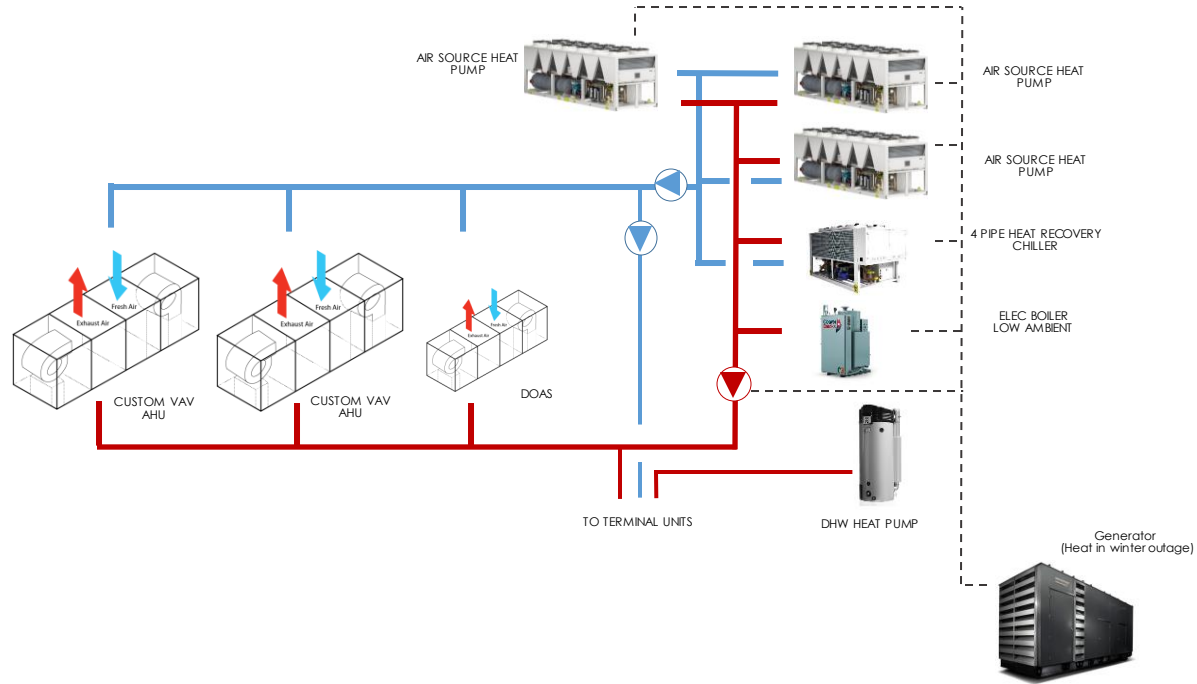 AIR SOURCE HEAT
PUMP
AIR SOURCE HEAT
PUMP
AIR SOURCE HEAT
PUMP
4 PIPE HEAT RECOVERY
CHILLER
ELEC BOILER
LOW AMBIENT
Fresh Air
Exhaust Air
Fresh Air
Exhaust Air
Fresh Air
Exhaust Air
CUSTOM VAV
AHU
CUSTOM VAV
AHU
DOAS
TO TERMINAL UNITS
DHW HEAT PUMP
Generator
(Heat in winter outage)